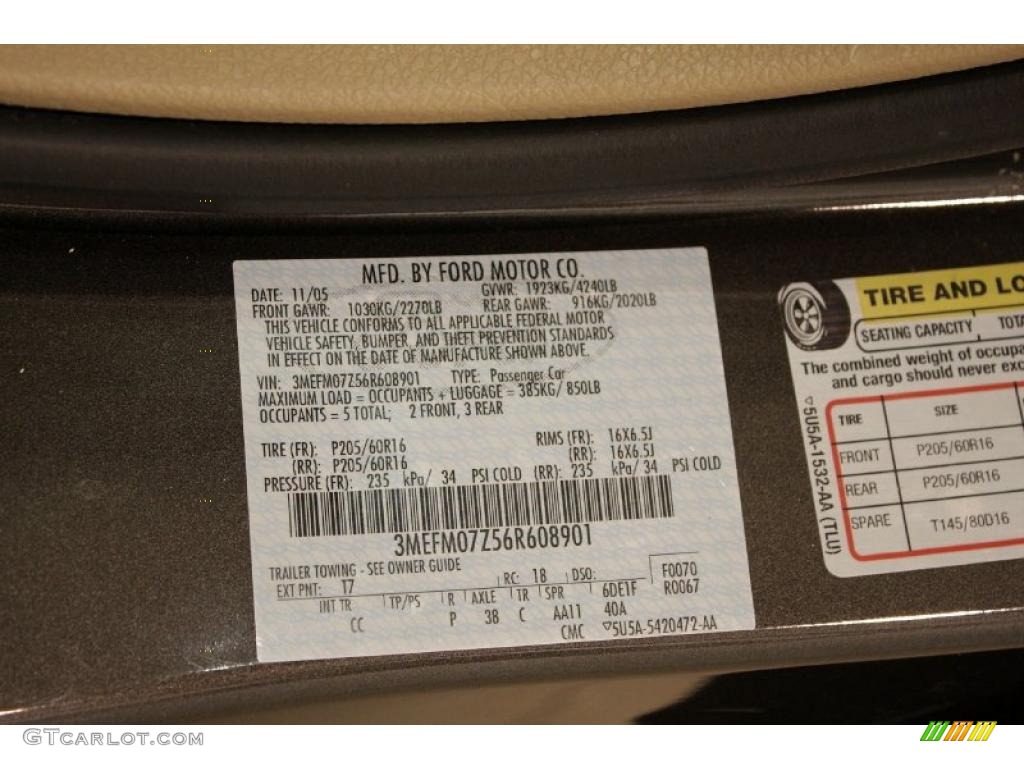 MFD. BY FORD MOTOR CO.
DATE: 11/05 GVWR: 1923KG/4240LB
FRONT GAWR: 1030KG/2270LB REAR GAWR: 916KG/2020LB
THIS VEHICLE CONFORMS TO ALL APPLICABLE FEDERAL MOTOR
VEHICLE SAFETY, BUMPER, AND THEFT PREVENTION STANDARDS
IN EFFECT ON THE DATE OF MANUFACTURE SHOWN ABOVE.
VIN: 3MEFM07Z56R608901 TYPE: Passenger Car
MAXIMUM LOAD = OCCUPANTS + LUGGAGE = 385KG/ 850LB
OCCUPANTS = 5 TOTAL; 2 FRONT, 3 REAR
TIRE (FR): P205/60R16 RIMS (FR): 16X6.5J
(RR): P205/60R16 (RR): 16X6.5J
PRESSURE (FR): 235 kPa/ 34 PSI COLD (RR): 235 kPa/ 34 PSI COLD
3MEFM07Z56R608901
TRAILER TOWING - SEE OWNER GUIDE
EXT PNT: T7 RC: 18 DSO: F0070
INT TR TP/PS R AXLE TR SPR 6DE1F R0067
CC P 38 C AA11 40A
CMC ▽5U5A-5420472-AA
TIRE AND LO
SEATING CAPACITY TOTA
The combined weight of occupa
and cargo should never exc
▽5U5A-1532-AA (TLU)
TIRE SIZE
FRONT P205/60R16
REAR P205/60R16
SPARE T145/80D16
GTCARLOT.COM